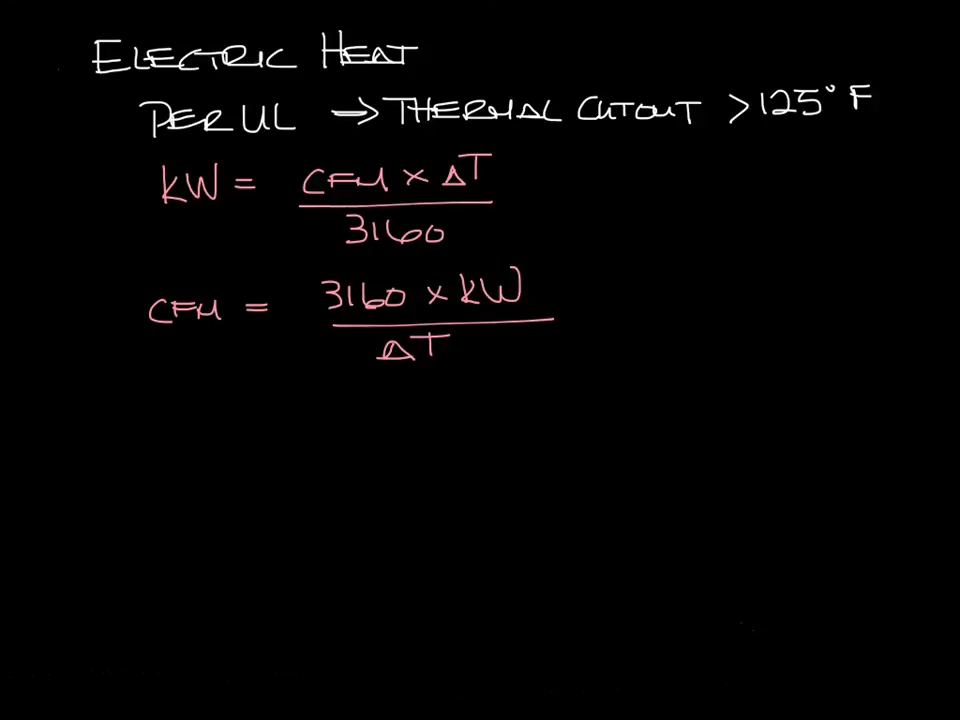 ELECTRIC HEAT
PER UL → THERMAL CUTOUT >125° F
KW = CFM × ΔT
3160
CFM = 3160 × KW
ΔT